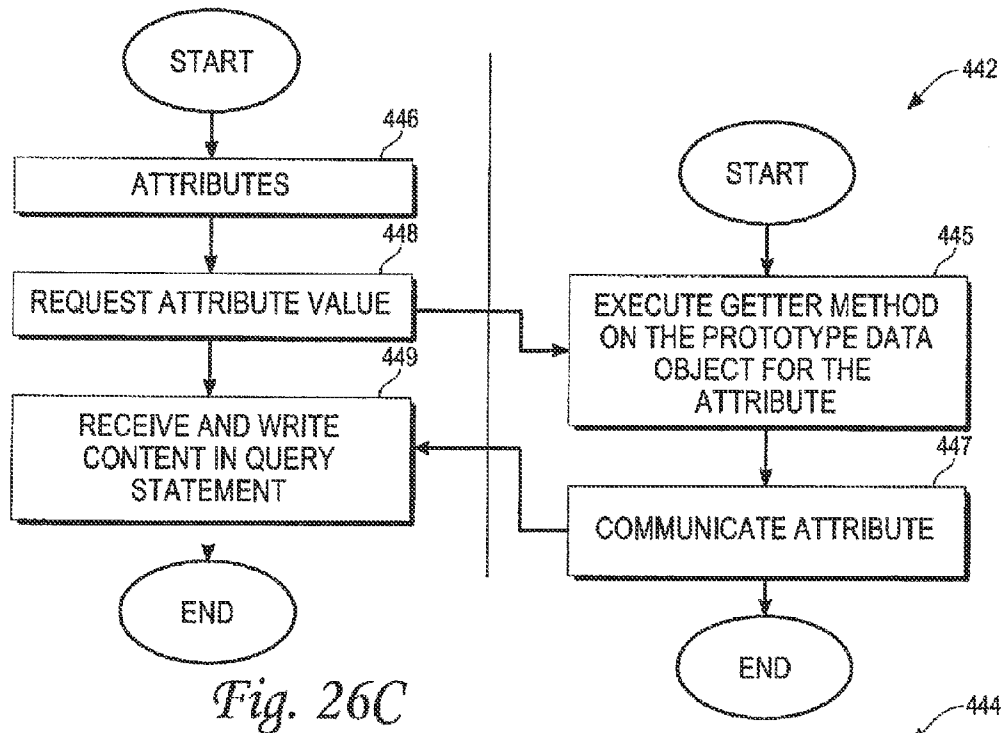 START
446
ATTRIBUTES
448
REQUEST ATTRIBUTE VALUE
449
RECEIVE AND WRITE
CONTENT IN QUERY
STATEMENT
END
Fig. 26C
442
START
445
EXECUTE GETTER METHOD
ON THE PROTOTYPE DATA
OBJECT FOR THE
ATTRIBUTE
447
COMMUNICATE ATTRIBUTE
END
444